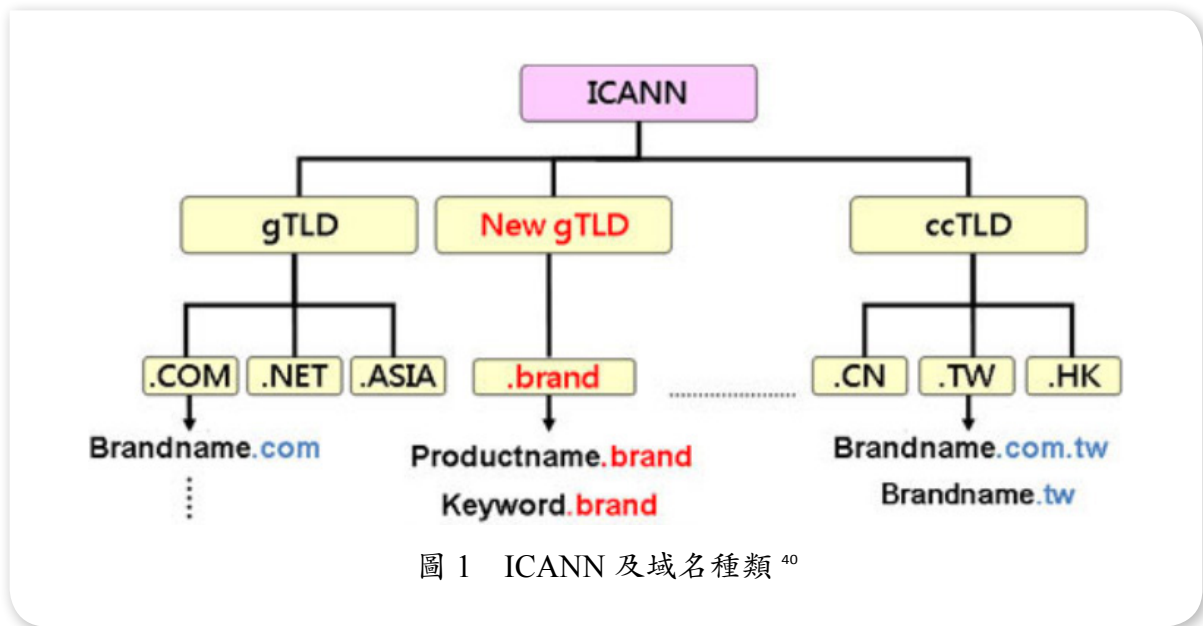 ICANN
gTLD New gTLD ccTLD
.COM .NET .ASIA .brand .CN .TW .HK
Brandname.com Productname.brand Brandname.com.tw
Keyword.brand Brandname.tw
圖 1 ICANN 及域名種類 40